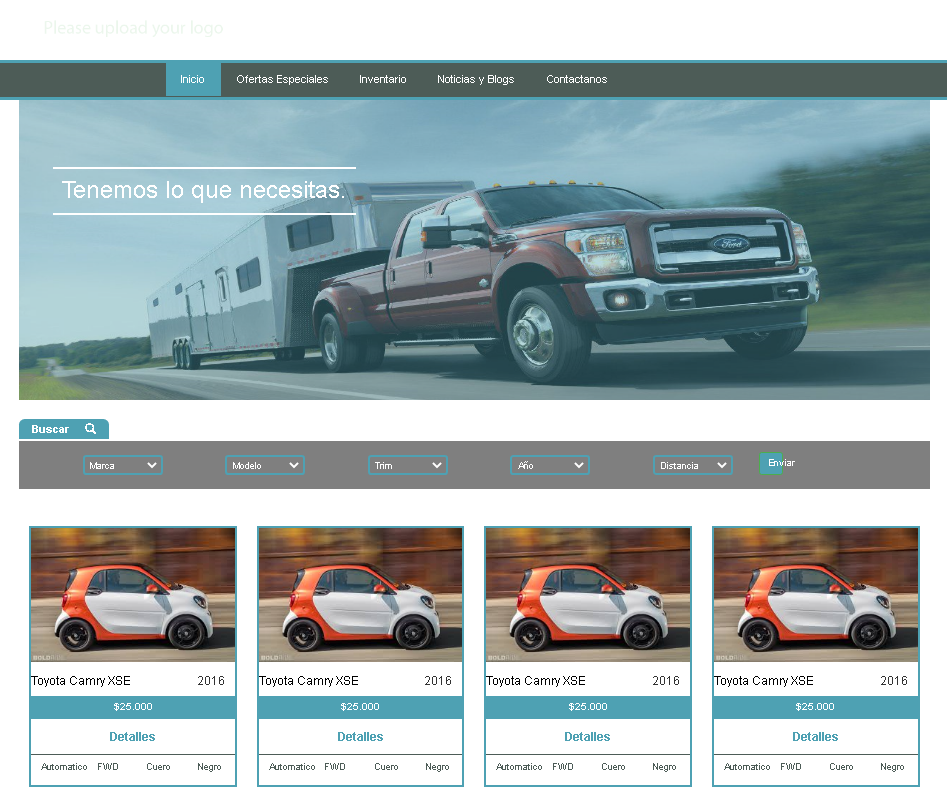 Please upload your logo
Inicio Ofertas Especiales Inventario Noticias y Blogs Contactanos
Tenemos lo que necesitas.
Ford
Buscar
Marca Modelo Trim Año Distancia Enviar
Toyota Camry XSE 2016 Toyota Camry XSE 2016 Toyota Camry XSE 2016 Toyota Camry XSE 2016
$25.000 $25.000 $25.000 $25.000
Detalles Detalles Detalles Detalles
Automatico FWD Cuero Negro Automatico FWD Cuero Negro Automatico FWD Cuero Negro Automatico FWD Cuero Negro